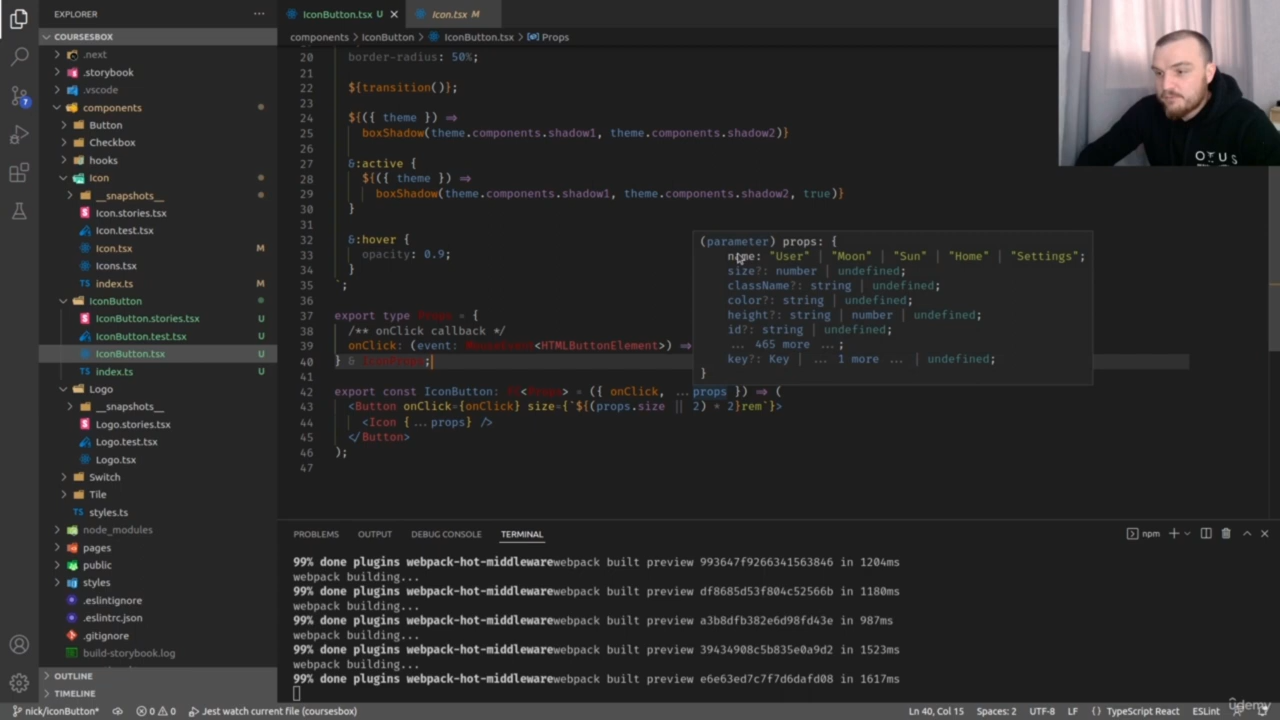 EXPLORER
COURSESBOX
.next
.storybook
.vscode
components
Button
Checkbox
hooks
Icon
__snapshots__
Icon.stories.tsx
Icon.test.tsx
Icon.tsx M
Icons.tsx
index.ts M
IconButton
IconButton.stories.tsx U
IconButton.test.tsx U
IconButton.tsx U
index.ts U
Logo
__snapshots__
Logo.stories.tsx
Logo.test.tsx
Logo.tsx
Switch
Tile
styles.ts
node_modules
pages
public
styles
.eslintignore
.eslintrc.json
.gitignore
build-storybook.log
OUTLINE
TIMELINE
7
IconButton.tsx U
Icon.tsx M
components > IconButton > IconButton.tsx > Props
20 border-radius: 50%;
21
22 ${transition()};
23
24 ${({ theme }) =>
25 boxShadow(theme.components.shadow1, theme.components.shadow2)}
26
27 &:active {
28 ${({ theme }) =>
29 boxShadow(theme.components.shadow1, theme.components.shadow2, true)}
30 }
31
32 &:hover {
33 opacity: 0.9;
34 }
35 `;
36
37 export type Props = {
38 /** onClick callback */
39 onClick: (event: MouseEvent<HTMLButtonElement>) =>
40 } & IconProps;
41
42 export const IconButton: FC<Props> = ({ onClick, ...props }) => (
43 <Button onClick={onClick} size={`${(props.size || 2) * 2}rem`}>
44 <Icon {...props} />
45 </Button>
46 );
47
(parameter) props: {
name: "User" | "Moon" | "Sun" | "Home" | "Settings";
size?: number | undefined;
className?: string | undefined;
color?: string | undefined;
height?: string | number | undefined;
id?: string | undefined;
... 465 more ...;
key?: Key | ... 1 more ... | undefined;
}
OTUS
PROBLEMS OUTPUT DEBUG CONSOLE TERMINAL
npm
99% done plugins webpack-hot-middlewarewebpack built preview 993647f9266341563846 in 1204ms
webpack building...
99% done plugins webpack-hot-middlewarewebpack built preview df8685d53f804c52566b in 1180ms
webpack building...
99% done plugins webpack-hot-middlewarewebpack built preview a3b8dfb382e6d98fd43e in 987ms
webpack building...
99% done plugins webpack-hot-middlewarewebpack built preview 39434908c5b835e0a9d2 in 1523ms
webpack building...
99% done plugins webpack-hot-middlewarewebpack built preview e6e63ed7c7f7d6dafd08 in 1617ms
nick/iconButton* 0 0 Jest watch current file (coursesbox)
Ln 40, Col 15 Spaces: 2 UTF-8 LF TypeScript React ESLint
udemy